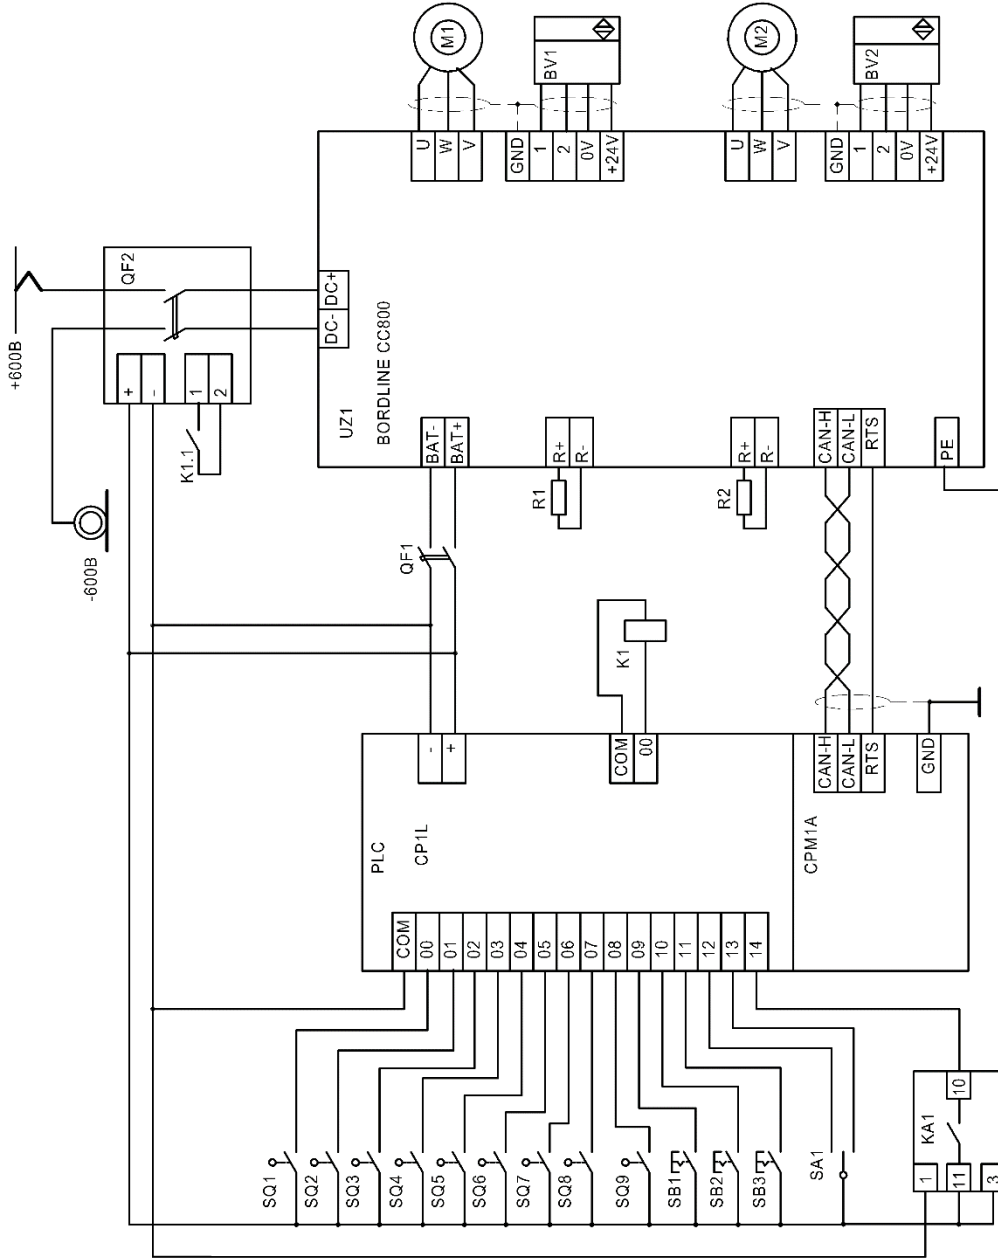 +600В
-600В
QF2
+
-
1
2
K1.1
DC-
DC+
M1
BV1
M2
BV2
U
W
V
GND
1
2
0V
+24V
U
W
V
GND
1
2
0V
+24V
UZ1
BORDLINE CC800
BAT-
BAT+
R+
R-
R1
R+
R-
R2
CAN-H
CAN-L
RTS
PE
QF1
K1
-
+
COM
00
CAN-H
CAN-L
RTS
GND
PLC
CP1L
CPM1A
COM
00
01
02
03
04
05
06
07
08
09
10
11
12
13
14
SQ1
SQ2
SQ3
SQ4
SQ5
SQ6
SQ7
SQ8
SQ9
SB1
SB2
SB3
SA1
KA1
10
1
11
3